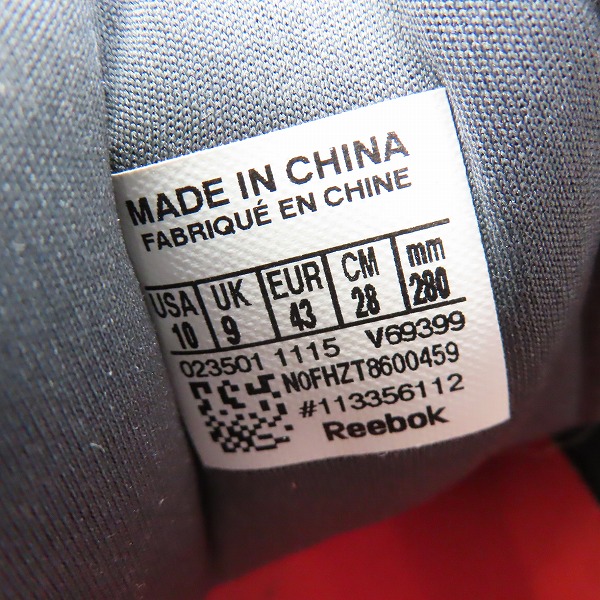 MADE IN CHINA
FABRIQUÉ EN CHINE
USA UK EUR CM mm
10 9 43 28 280
023501 1115 V69399
N0FHZT8600459
#113356112
Reebok